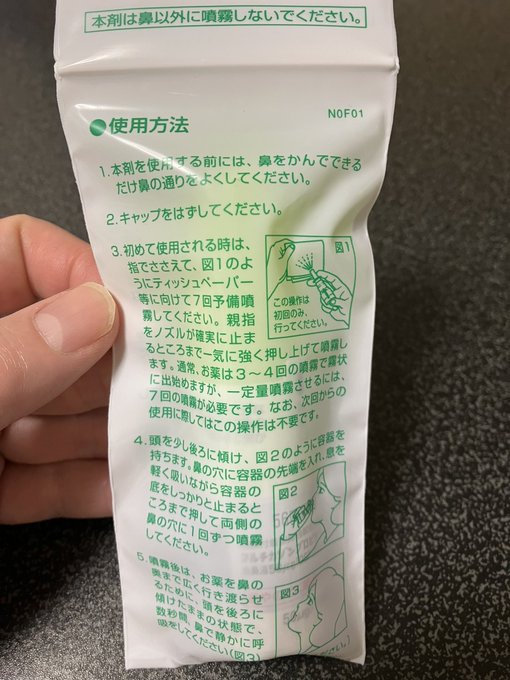 本剤は鼻以外に噴霧しないでください。
N0F01
●使用方法
1.本剤を使用する前には、鼻をかんでできる
だけ鼻の通りをよくしてください。
2.キャップをはずしてください。
3.初めて使用される時は、
指でささえて、図1のよ
うにティッシュペーパー
等に向けて7回予備噴
霧してください。親指
をノズルが確実に止ま
るところまで一気に強く押し上げて噴霧し
ます。通常、お薬は3〜4回の噴霧で霧状
に出始めますが、一定量噴霧させるには、
7回の噴霧が必要です。なお、次回からの
使用に際してはこの操作は不要です。
図1
この操作は
初回のみ、
行ってください。
4.頭を少し後ろに傾け、図2のように容器を
持ちます。鼻の穴に容器の先端を入れ、息を
軽く吸いながら容器の
底をしっかりと止まると
ころまで押して両側の
鼻の穴に1回ずつ噴霧
してください。
図2
5.噴霧後は、お薬を鼻の
奥まで広く行き渡らせ
るために、頭を後ろに
傾けたままの状態で、
数秒間、鼻で静かに呼
吸をしてください(図3)
図3
ださい。